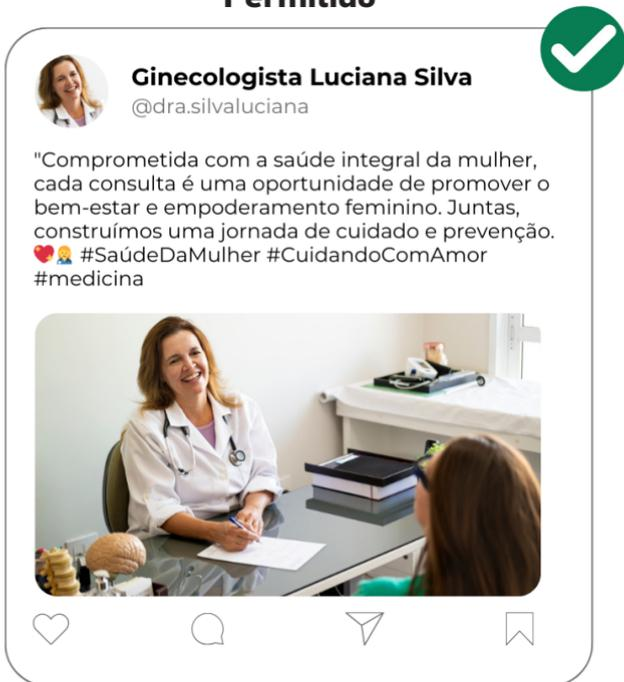 Permitido
Ginecologista Luciana Silva
@dra.silvaluciana
"Comprometida com a saúde integral da mulher,
cada consulta é uma oportunidade de promover o
bem-estar e empoderamento feminino. Juntas,
construímos uma jornada de cuidado e prevenção.
💖👩‍⚕️ #SaúdeDaMulher #CuidandoComAmor
#medicina